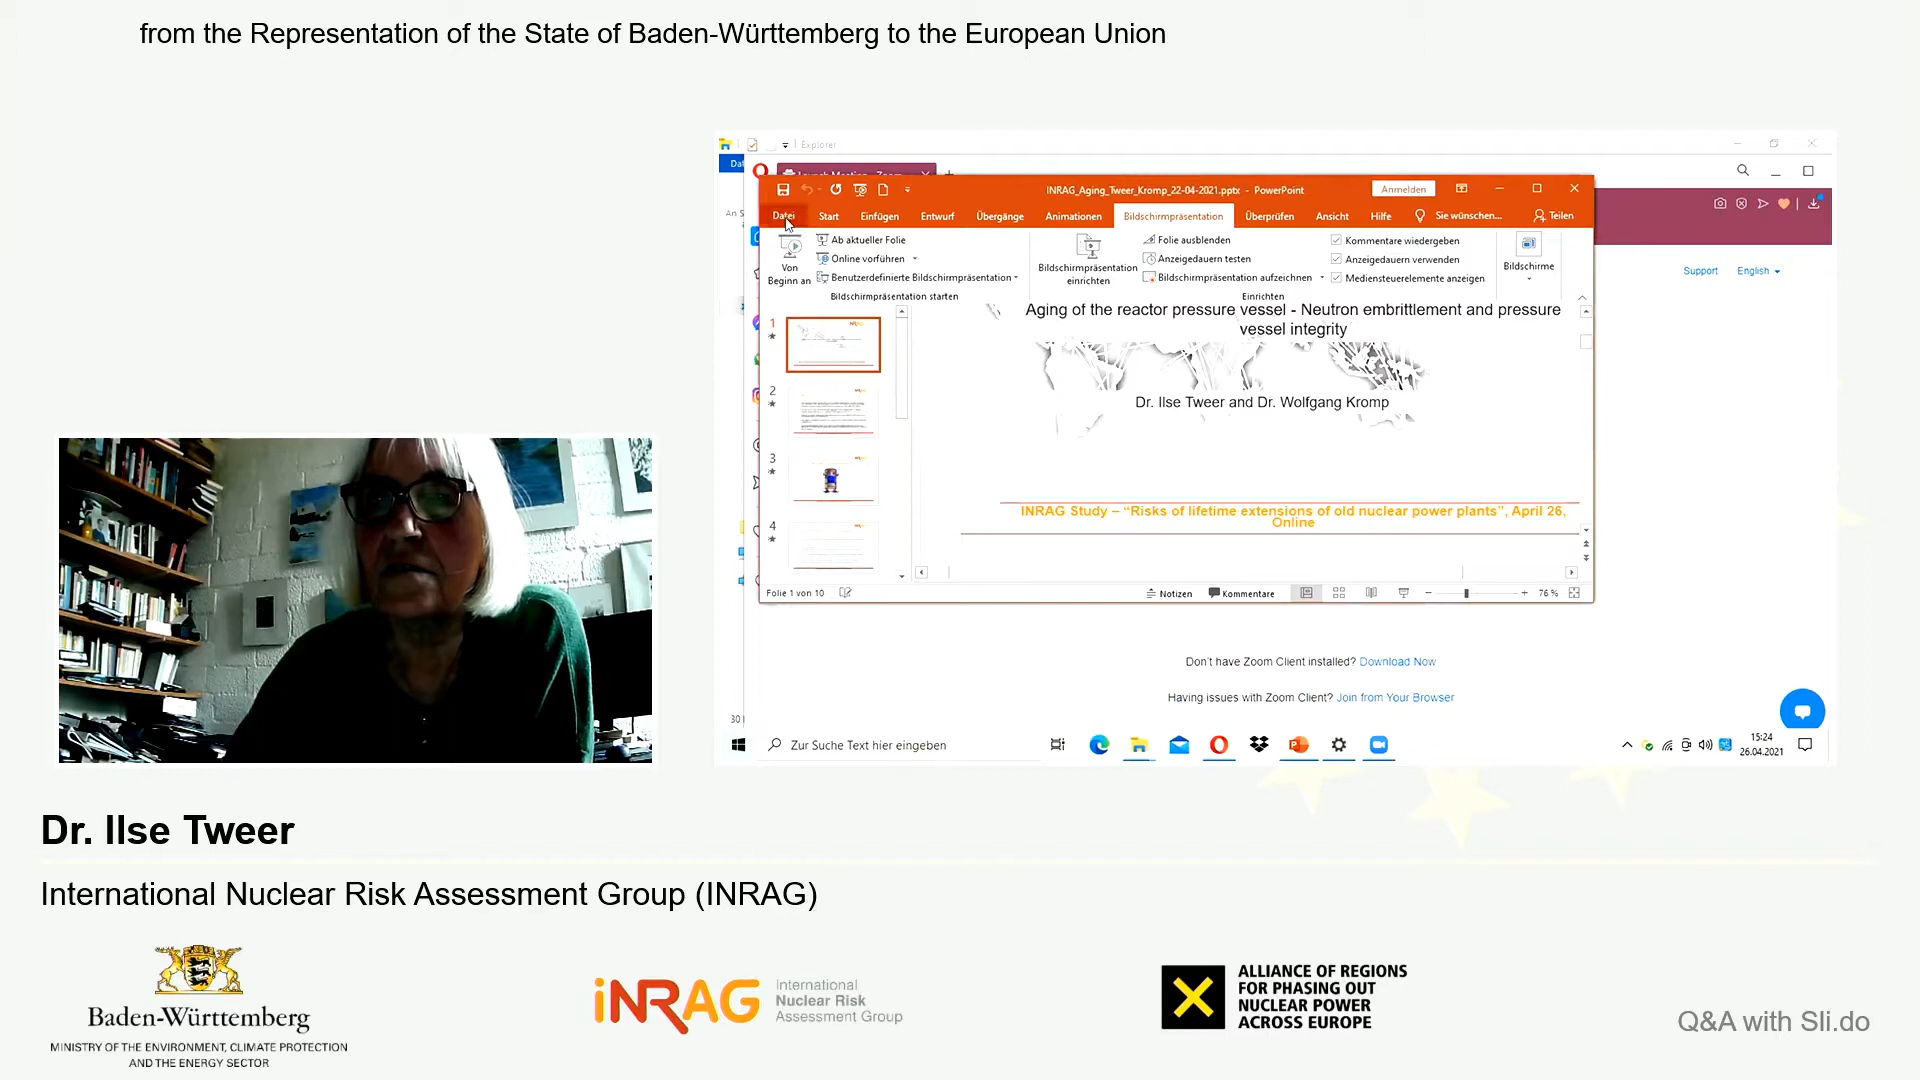 from the Representation of the State of Baden-Württemberg to the European Union
Explorer
INRAG_Aging_Tweer_Kromp_22-04-2021.pptx - PowerPoint
Anmelden
Datei Start Einfügen Entwurf Übergänge Animationen Bildschirmpräsentation Überprüfen Ansicht Hilfe Sie wünschen... Teilen
Von Beginn an
Ab aktueller Folie
Online vorführen
Benutzerdefinierte Bildschirmpräsentation
Bildschirmpräsentation starten
Bildschirmpräsentation einrichten
Folie ausblenden
Anzeigedauern testen
Bildschirmpräsentation aufzeichnen
Kommentare wiedergeben
Anzeigedauern verwenden
Mediensteuerelemente anzeigen
Einrichten
Bildschirme
Support English
1
2
3
4
Aging of the reactor pressure vessel - Neutron embrittlement and pressure
vessel integrity
Dr. Ilse Tweer and Dr. Wolfgang Kromp
INRAG Study – “Risks of lifetime extensions of old nuclear power plants”, April 26,
Online
Folie 1 von 10
Notizen Kommentare 76 %
Don't have Zoom Client installed? Download Now
Having issues with Zoom Client? Join from Your Browser
Zur Suche Text hier eingeben
15:24
26.04.2021
Dr. Ilse Tweer
International Nuclear Risk Assessment Group (INRAG)
Baden-Württemberg
MINISTRY OF THE ENVIRONMENT, CLIMATE PROTECTION
AND THE ENERGY SECTOR
iNRAG
International
Nuclear Risk
Assessment Group
ALLIANCE OF REGIONS
FOR PHASING OUT
NUCLEAR POWER
ACROSS EUROPE
Q&A with Sli.do